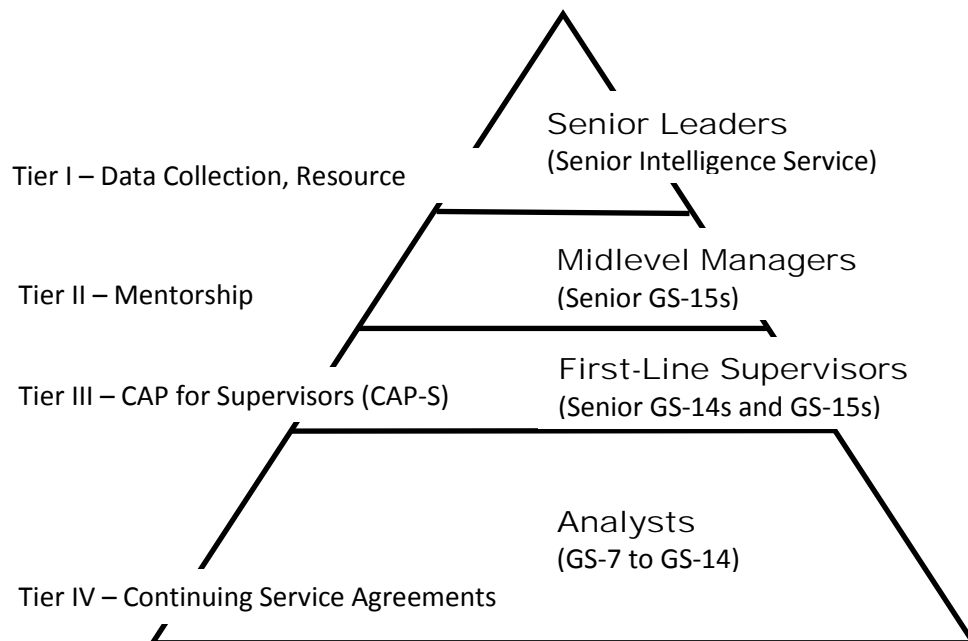 Senior Leaders
(Senior Intelligence Service)
Tier I – Data Collection, Resource
Midlevel Managers
(Senior GS-15s)
Tier II – Mentorship
First-Line Supervisors
(Senior GS-14s and GS-15s)
Tier III – CAP for Supervisors (CAP-S)
Analysts
(GS-7 to GS-14)
Tier IV – Continuing Service Agreements